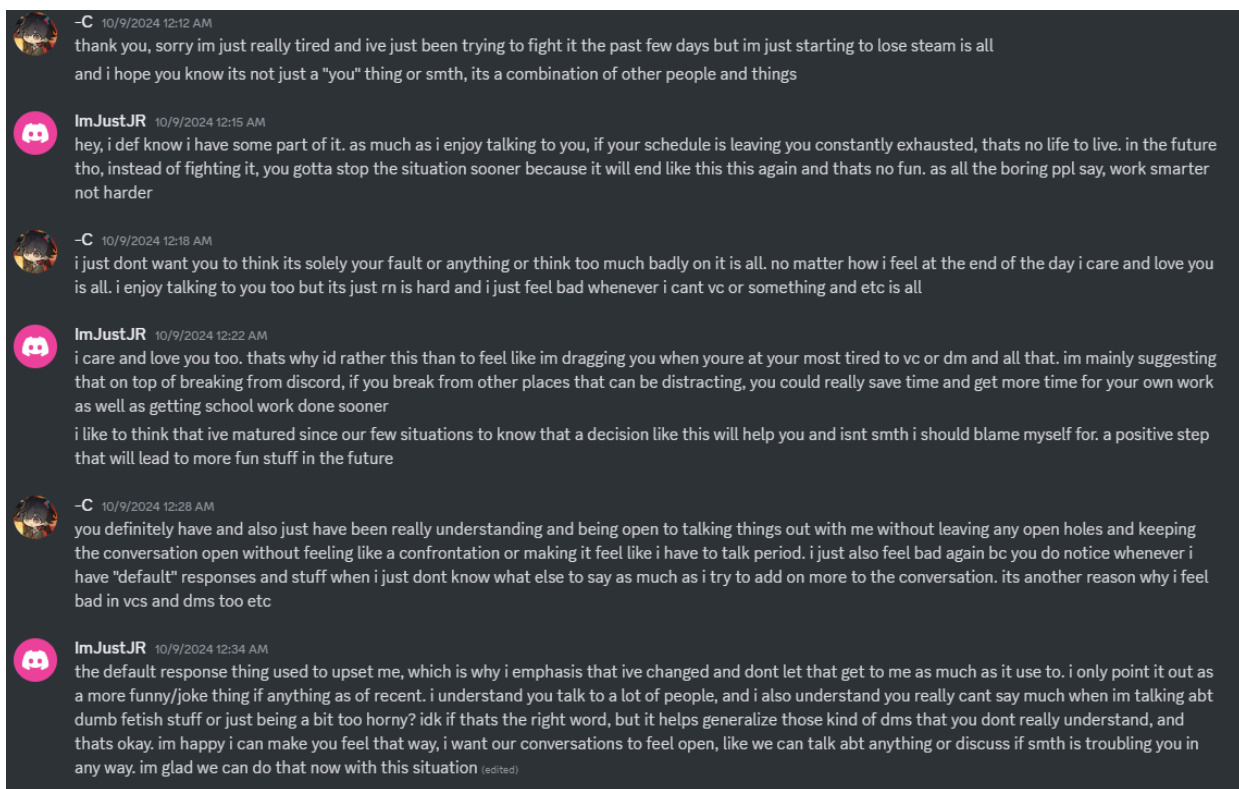 -C 10/9/2024 12:12 AM
thank you, sorry im just really tired and ive just been trying to fight it the past few days but im just starting to lose steam is all
and i hope you know its not just a "you" thing or smth, its a combination of other people and things
ImJustJR 10/9/2024 12:15 AM
hey, i def know i have some part of it. as much as i enjoy talking to you, if your schedule is leaving you constantly exhausted, thats no life to live. in the future
tho, instead of fighting it, you gotta stop the situation sooner because it will end like this this again and thats no fun. as all the boring ppl say, work smarter
not harder
-C 10/9/2024 12:18 AM
i just dont want you to think its solely your fault or anything or think too much badly on it is all. no matter how i feel at the end of the day i care and love you
is all. i enjoy talking to you too but its just rn is hard and i just feel bad whenever i cant vc or something and etc is all
ImJustJR 10/9/2024 12:22 AM
i care and love you too. thats why id rather this than to feel like im dragging you when youre at your most tired to vc or dm and all that. im mainly suggesting
that on top of breaking from discord, if you break from other places that can be distracting, you could really save time and get more time for your own work
as well as getting school work done sooner
i like to think that ive matured since our few situations to know that a decision like this will help you and isnt smth i should blame myself for. a positive step
that will lead to more fun stuff in the future
-C 10/9/2024 12:28 AM
you definitely have and also just have been really understanding and being open to talking things out with me without leaving any open holes and keeping
the conversation open without feeling like a confrontation or making it feel like i have to talk period. i just also feel bad again bc you do notice whenever i
have "default" responses and stuff when i just dont know what else to say as much as i try to add on more to the conversation. its another reason why i feel
bad in vcs and dms too etc
ImJustJR 10/9/2024 12:34 AM
the default response thing used to upset me, which is why i emphasis that ive changed and dont let that get to me as much as it use to. i only point it out as
a more funny/joke thing if anything as of recent. i understand you talk to a lot of people, and i also understand you really cant say much when im talking abt
dumb fetish stuff or just being a bit too horny? idk if thats the right word, but it helps generalize those kind of dms that you dont really understand, and
thats okay. im happy i can make you feel that way, i want our conversations to feel open, like we can talk abt anything or discuss if smth is troubling you in
any way. im glad we can do that now with this situation (edited)